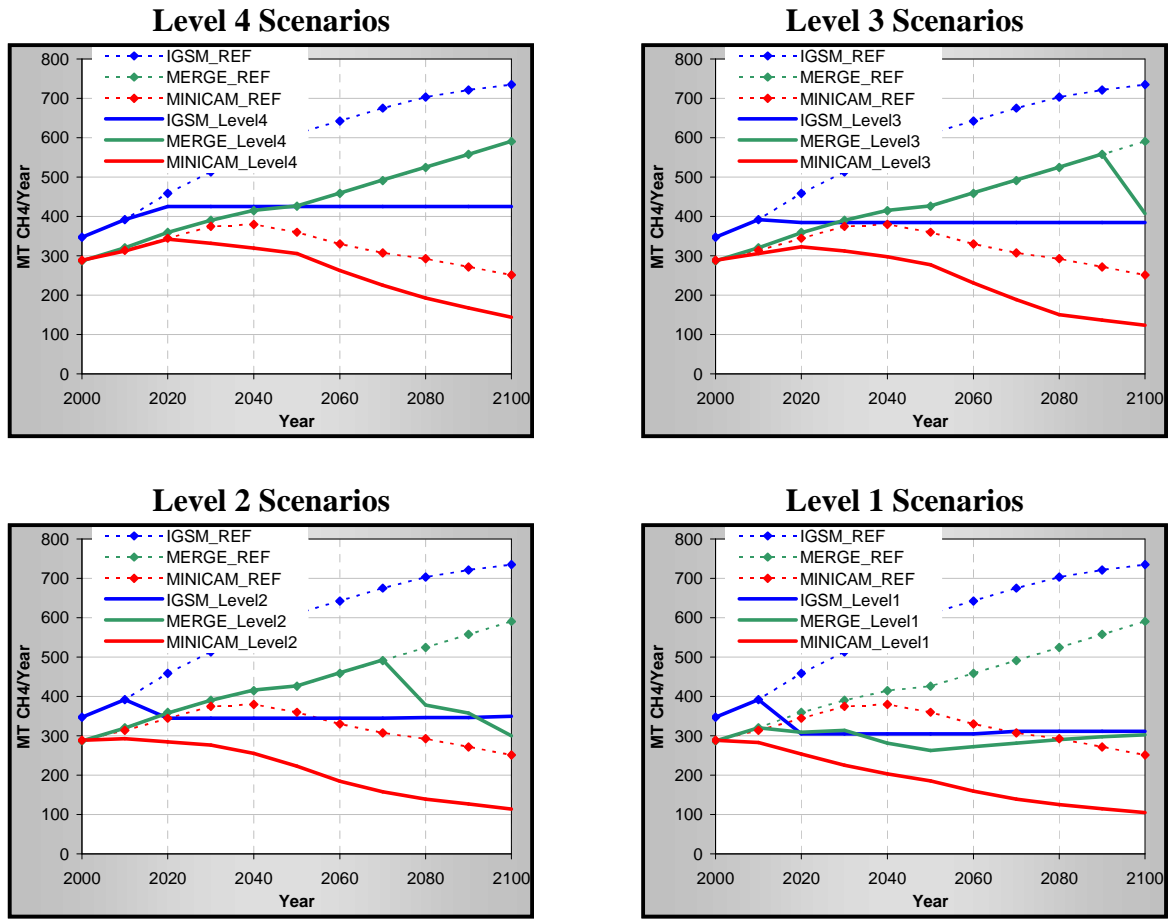 Level 4 Scenarios
MT CH4/Year
800
700
600
500
400
300
200
100
0
IGSM_REF
MERGE_REF
MINICAM_REF
IGSM_Level4
MERGE_Level4
MINICAM_Level4
2000 2020 2040 2060 2080 2100
Year
Level 3 Scenarios
MT CH4/Year
800
700
600
500
400
300
200
100
0
IGSM_REF
MERGE_REF
MINICAM_REF
IGSM_Level3
MERGE_Level3
MINICAM_Level3
2000 2020 2040 2060 2080 2100
Year
Level 2 Scenarios
MT CH4/Year
800
700
600
500
400
300
200
100
0
IGSM_REF
MERGE_REF
MINICAM_REF
IGSM_Level2
MERGE_Level2
MINICAM_Level2
2000 2020 2040 2060 2080 2100
Year
Level 1 Scenarios
MT CH4/Year
800
700
600
500
400
300
200
100
0
IGSM_REF
MERGE_REF
MINICAM_REF
IGSM_Level1
MERGE_Level1
MINICAM_Level1
2000 2020 2040 2060 2080 2100
Year